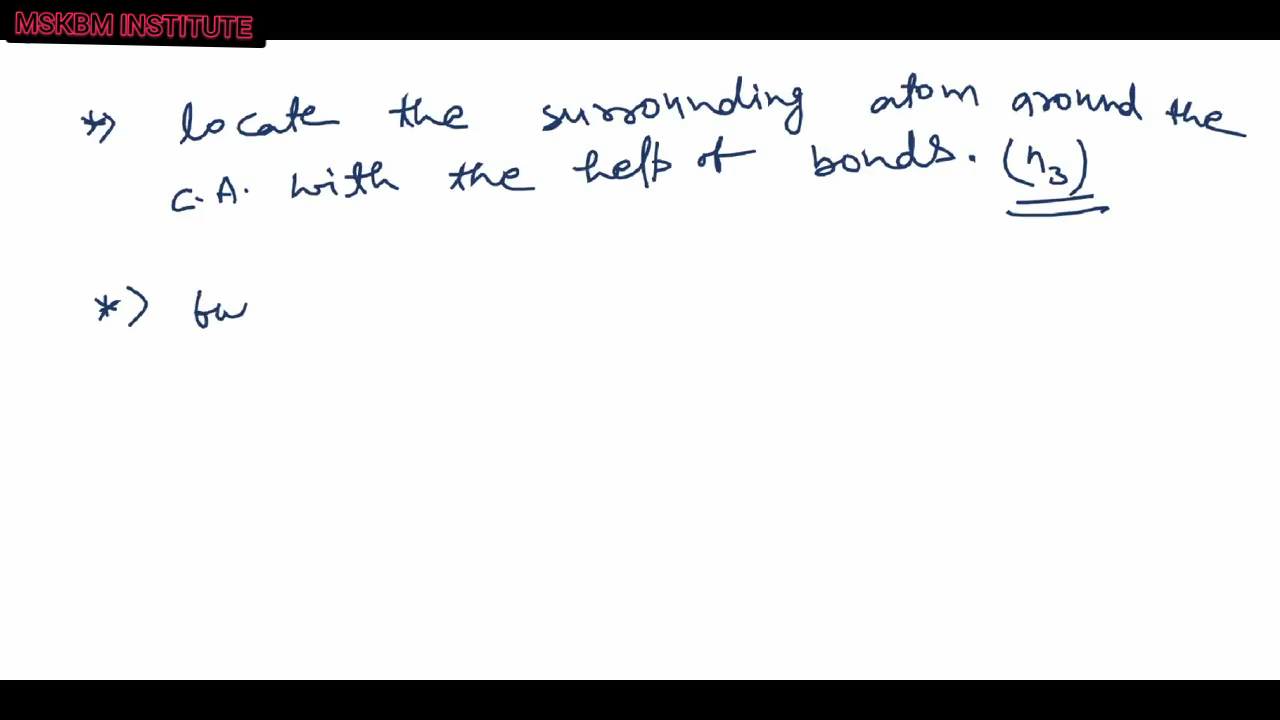 MSKBM INSTITUTE
*) locate the surrounding atom around the
C.A. with the help of bonds. (n3)
*)